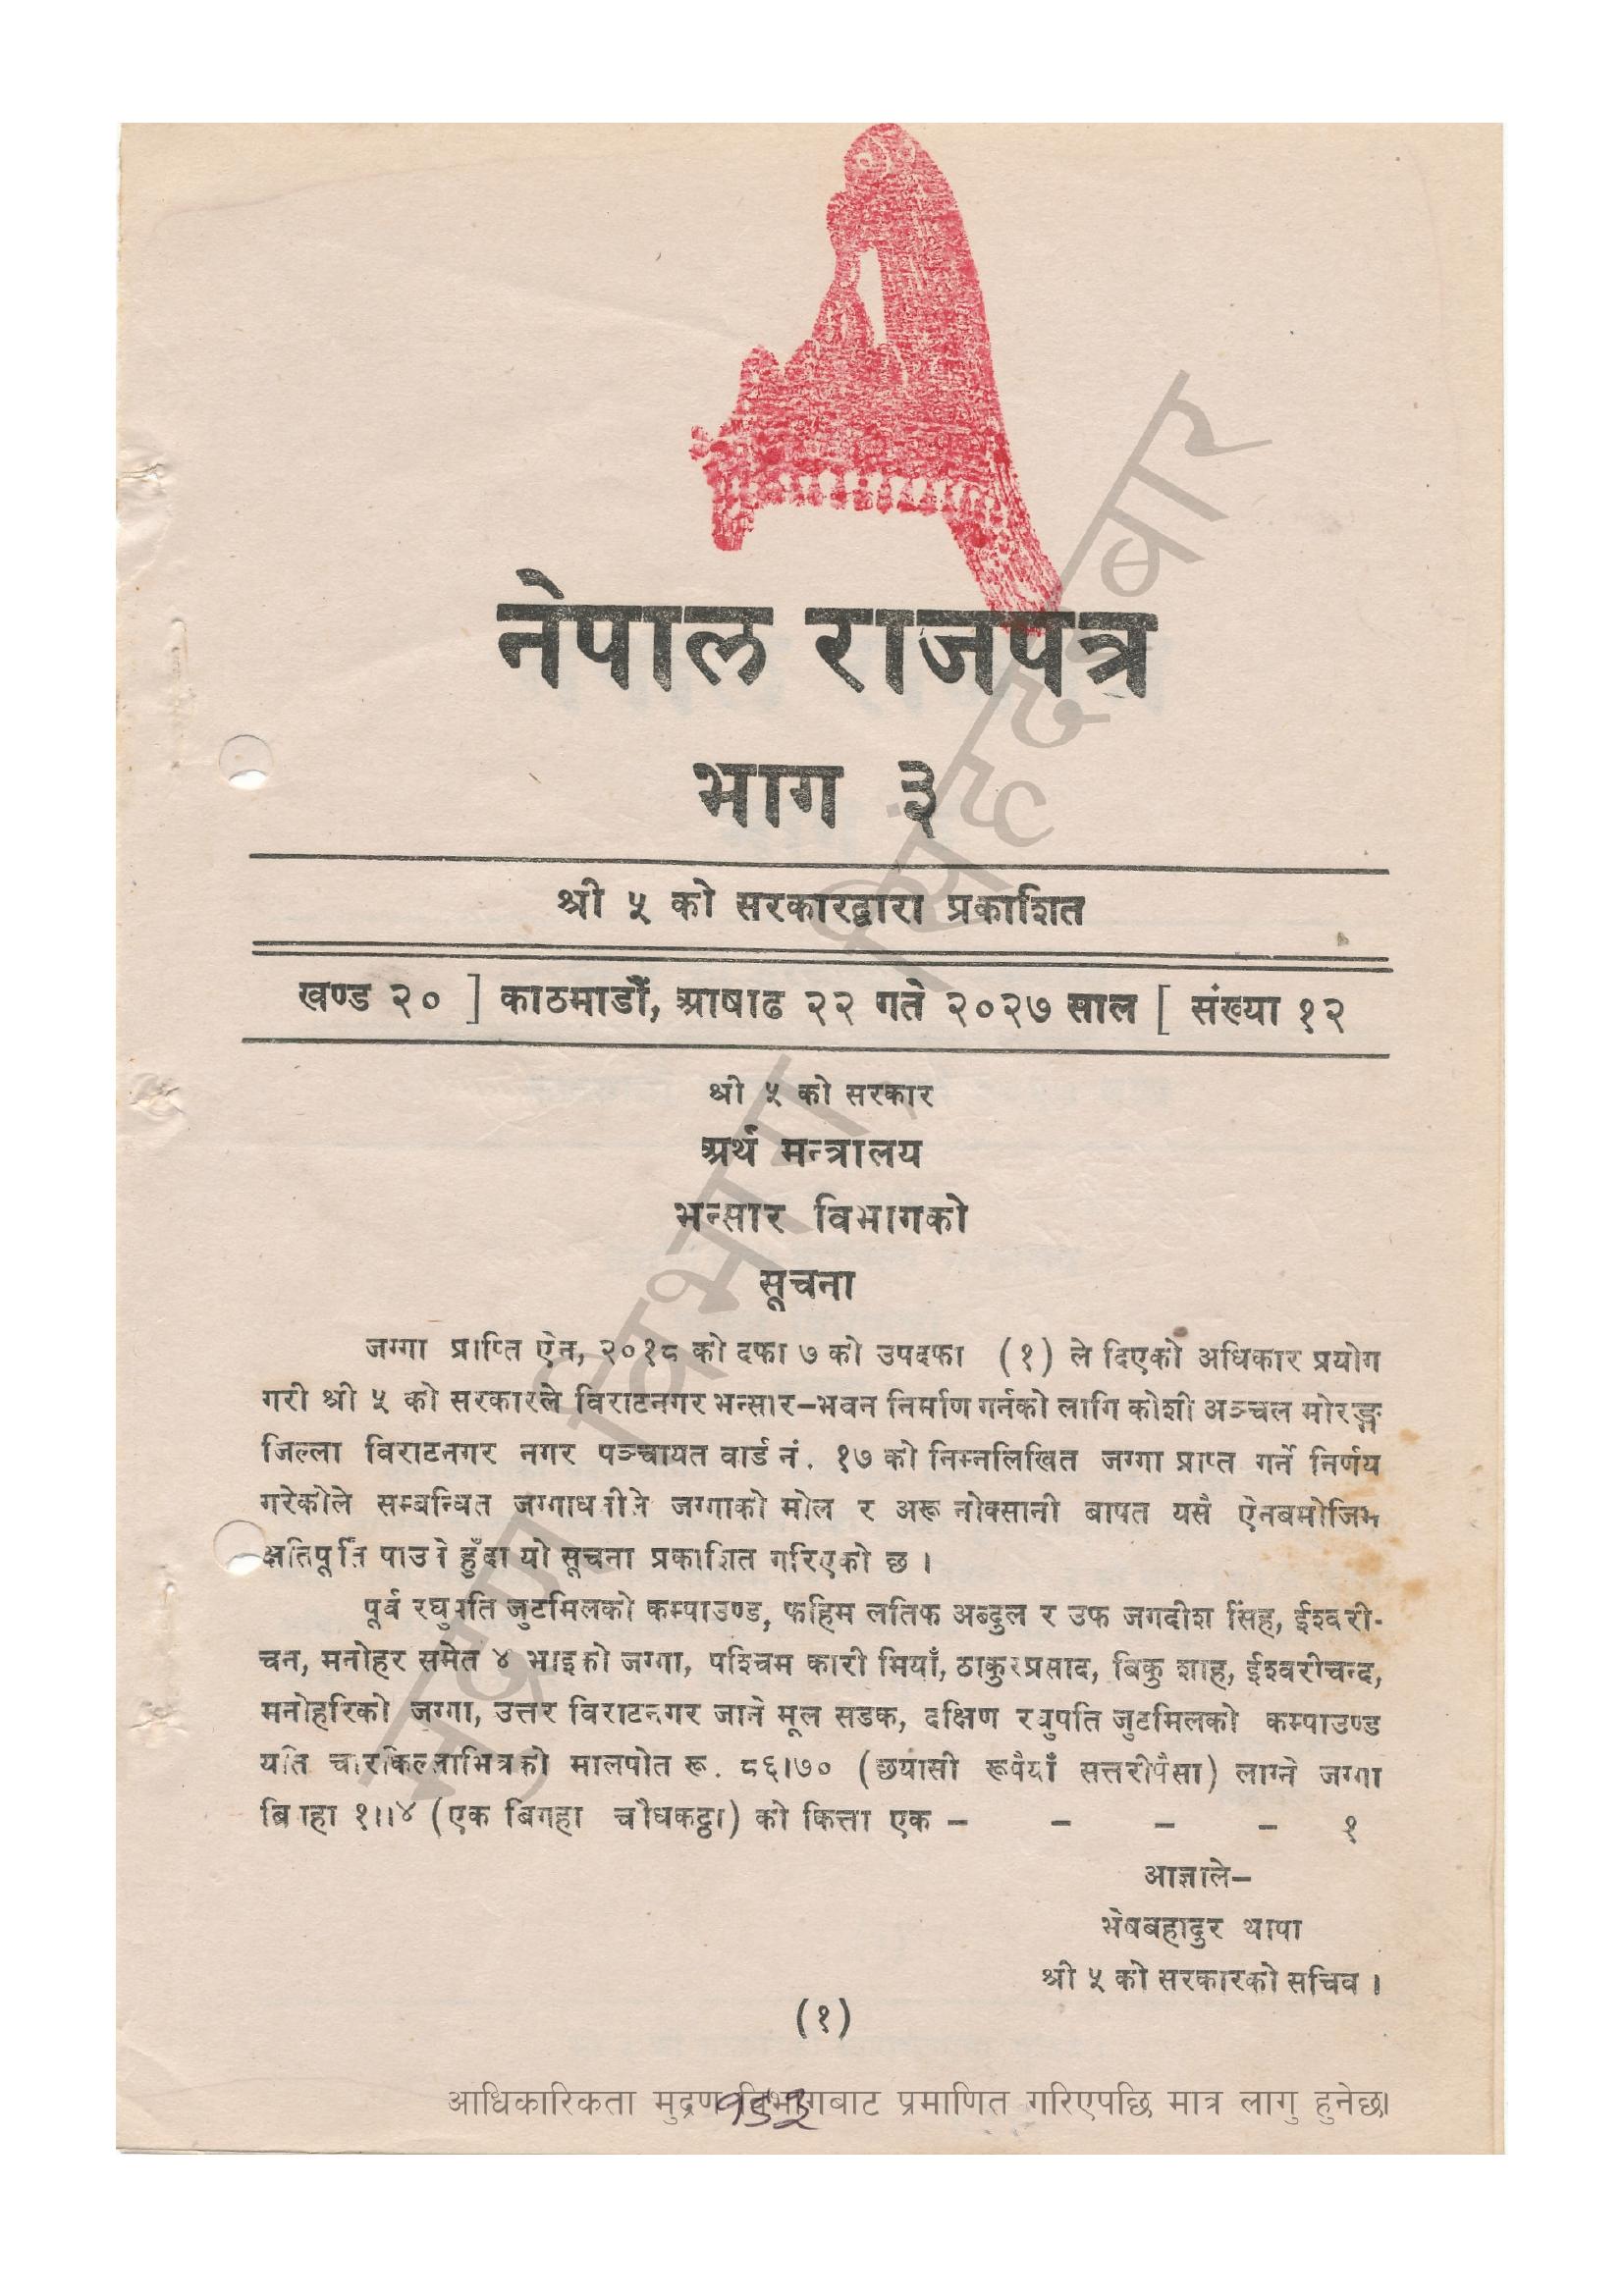 नेपाल राजपत्र
भाग ३
श्री ५ को सरकारद्वारा प्रकाशित
खण्ड २० ] काठमाडौं, आषाढ २२ गते २०२७ साल [ संख्या १२
श्री ५ को सरकार
अर्थ मन्त्रालय
भन्सार विभागको
सूचना
जग्गा प्राप्ति ऐन, २०१८ को दफा ७ को उपदफा (१) ले दिएको अधिकार प्रयोग
गरी श्री ५ को सरकारले विराटनगर भन्सार–भवन निर्माण गर्नको लागि कोशी अञ्चल मोरङ्ग
जिल्ला विराटनगर नगर पञ्चायत वार्ड नं. १७ को निम्नलिखित जग्गा प्राप्त गर्ने निर्णय
गरेकोले सम्बन्धित जग्गाधनीले जग्गाको मोल र अरू नोक्सानी बापत यसै ऐनबमोजिम
क्षतिपूर्ति पाउने हुँदा यो सूचना प्रकाशित गरिएको छ ।
पूर्व रघुपति जुटमिलको कम्पाउण्ड, फहिम लतिफ अब्दुल र उफ जगदीश सिंह, ईश्वरी-
चन, मनोहर समेत ४ भाइको जग्गा, पश्चिम कारी मियाँ, ठाकुरप्रसाद, बिकु शाह, ईश्वरीचन्द,
मनोहरिको जग्गा, उत्तर विराटनगर जाने मूल सडक, दक्षिण रघुपति जुटमिलको कम्पाउण्ड
यति चारकिल्लाभित्रको मालपोत रू. ८६।७० (छयासी रूपैयाँ सत्तरीपैसा) लाग्ने जग्गा
बिगाहा १।।४ (एक बिगहा चौधकट्ठा) को कित्ता एक – – – – १
आज्ञाले–
भेषबहादुर थापा
श्री ५ को सरकारको सचिव ।
(१)
आधिकारिकता मुद्रण विभागबाट प्रमाणित गरिएपछि मात्र लागु हुनेछ।
मुद्रण विभाग, सिंहदरबार